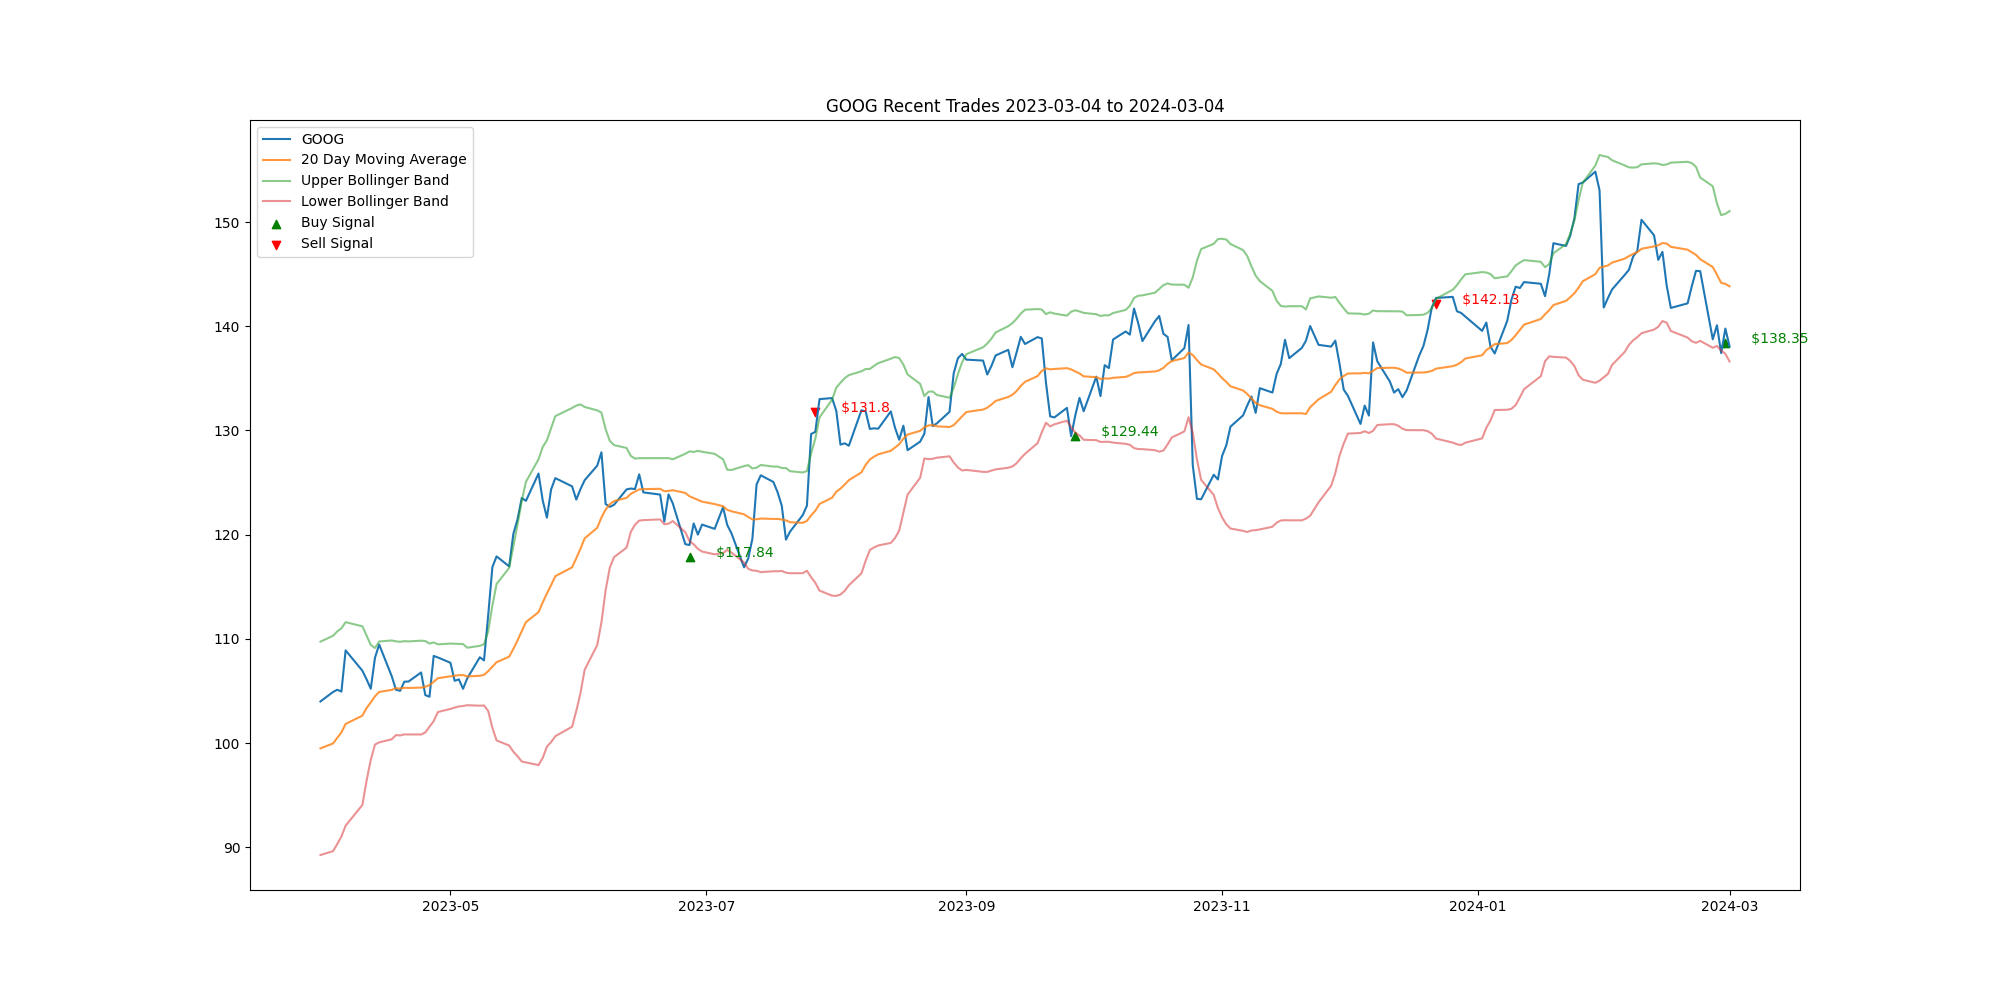 GOOG Recent Trades 2023-03-04 to 2024-03-04
GOOG
20 Day Moving Average
Upper Bollinger Band
Lower Bollinger Band
Buy Signal
Sell Signal
150
140
130
120
110
100
90
$142.13
$138.35
$131.8
$129.44
$117.84
2023-05
2023-07
2023-09
2023-11
2024-01
2024-03